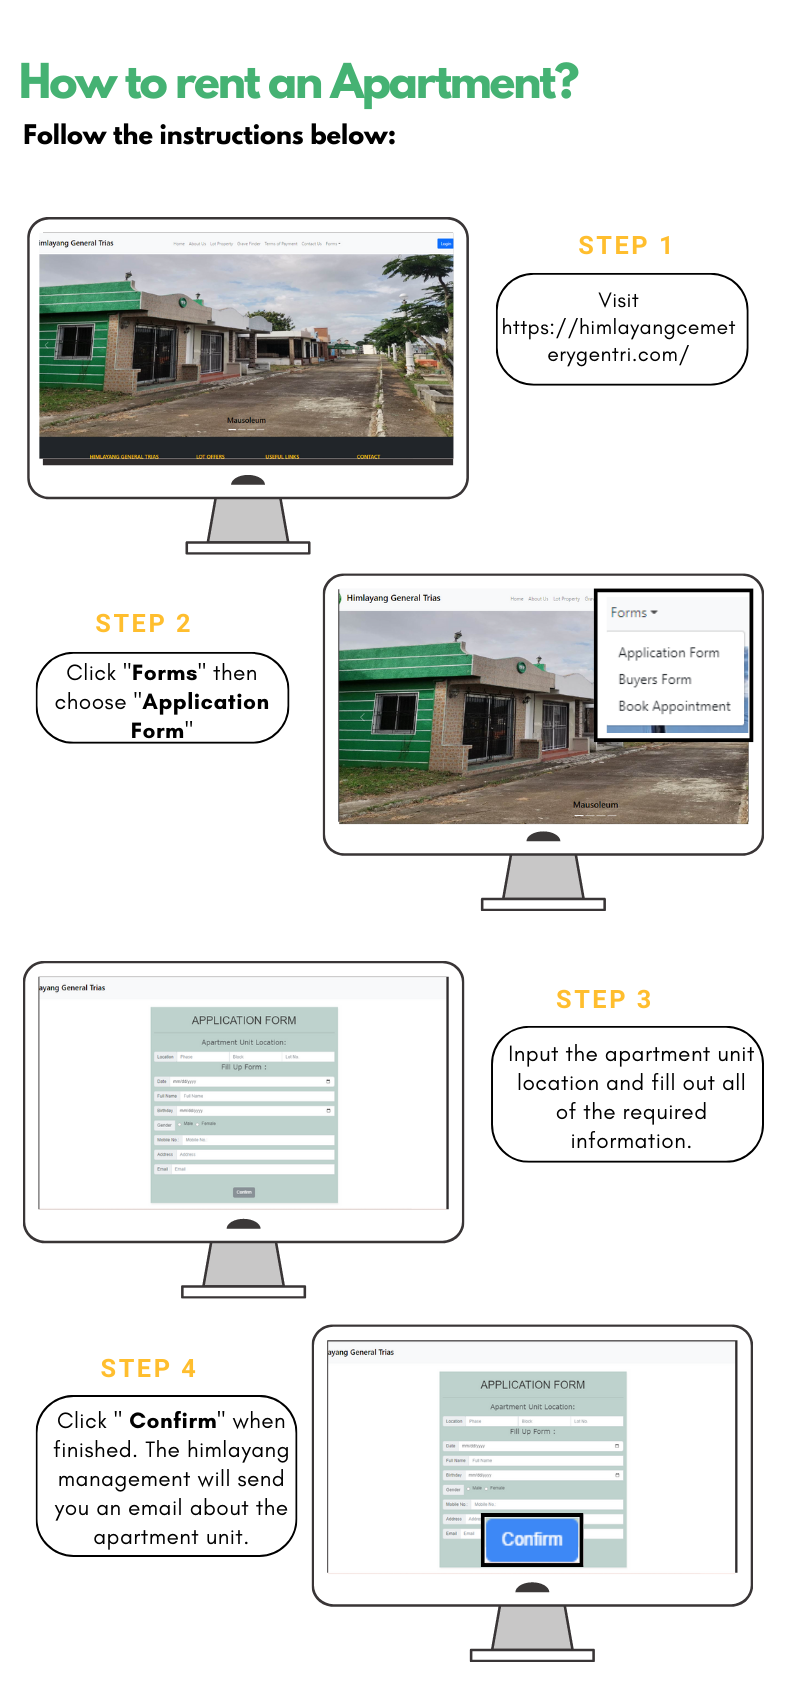 How to rent an Apartment?
Follow the instructions below:
imlayang General Trias
Home About Us Lot Property Grave Finder Terms of Payment Contact Us Forms
Login
Mausoleum
HIMLAYANG GENERAL TRIAS LOT OFFERS USEFUL LINKS CONTACT
STEP 1
Visit
https://himlayangcemet
erygentri.com/
STEP 2
Click "Forms" then
choose "Application
Form"
Himlayang General Trias
Home About Us Lot Property
Forms
Application Form
Buyers Form
Book Appointment
Mausoleum
ayang General Trias
APPLICATION FORM
Apartment Unit Location:
Location Phase Block Lot No.
Fill Up Form :
Date mm/dd/yyyy
Full Name Full Name
Birthday mm/dd/yyyy
Gender Male Female
Mobile No. Mobile No.
Address Address
Email Email
Confirm
STEP 3
Input the apartment unit
location and fill out all
of the required
information.
STEP 4
Click " Confirm" when
finished. The himlayang
management will send
you an email about the
apartment unit.
ayang General Trias
APPLICATION FORM
Apartment Unit Location:
Location Phase Block Lot No.
Fill Up Form :
Date mm/dd/yyyy
Full Name Full Name
Birthday mm/dd/yyyy
Gender Male Female
Mobile No. Mobile No.
Address
Email Email
Confirm